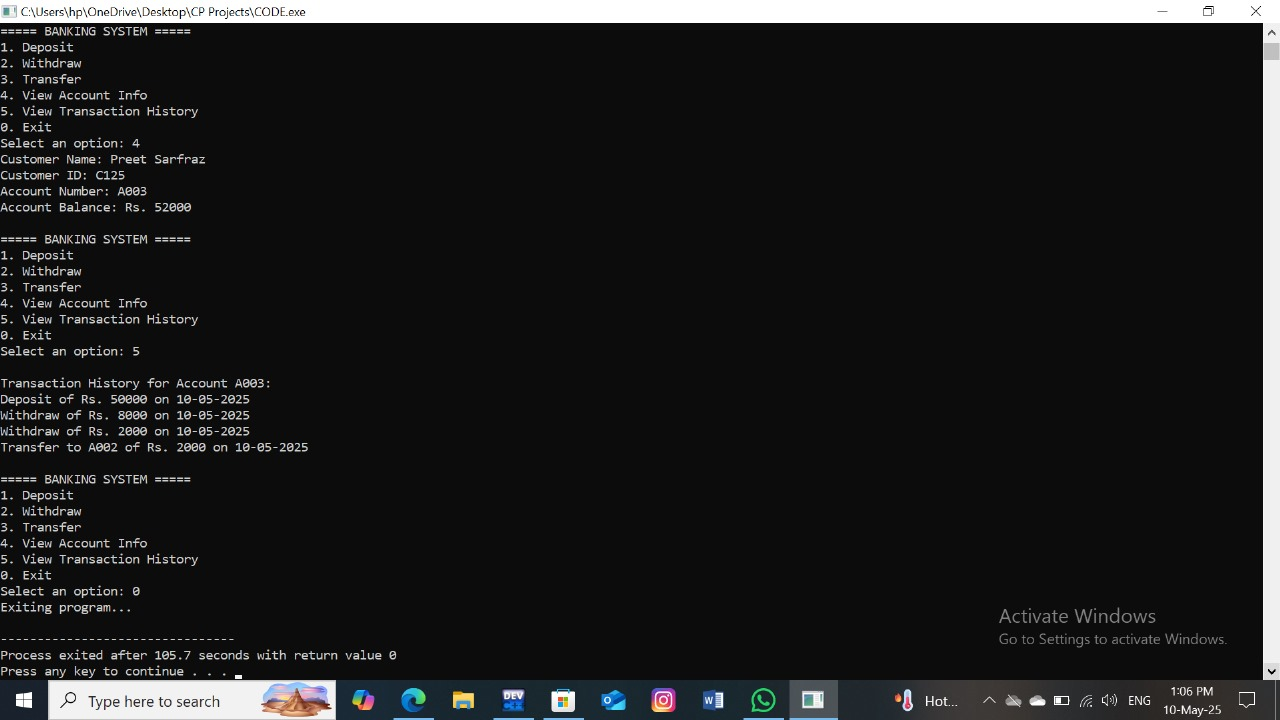 C:\Users\hp\OneDrive\Desktop\CP Projects\CODE.exe
===== BANKING SYSTEM =====
1. Deposit
2. Withdraw
3. Transfer
4. View Account Info
5. View Transaction History
0. Exit
Select an option: 4
Customer Name: Preet Sarfraz
Customer ID: C125
Account Number: A003
Account Balance: Rs. 52000
===== BANKING SYSTEM =====
1. Deposit
2. Withdraw
3. Transfer
4. View Account Info
5. View Transaction History
0. Exit
Select an option: 5
Transaction History for Account A003:
Deposit of Rs. 50000 on 10-05-2025
Withdraw of Rs. 8000 on 10-05-2025
Withdraw of Rs. 2000 on 10-05-2025
Transfer to A002 of Rs. 2000 on 10-05-2025
===== BANKING SYSTEM =====
1. Deposit
2. Withdraw
3. Transfer
4. View Account Info
5. View Transaction History
0. Exit
Select an option: 0
Exiting program...
--------------------------------
Process exited after 105.7 seconds with return value 0
Press any key to continue . . .
Activate Windows
Go to Settings to activate Windows.
Type here to search
DEV
Hot...
ENG
1:06 PM
10-May-25